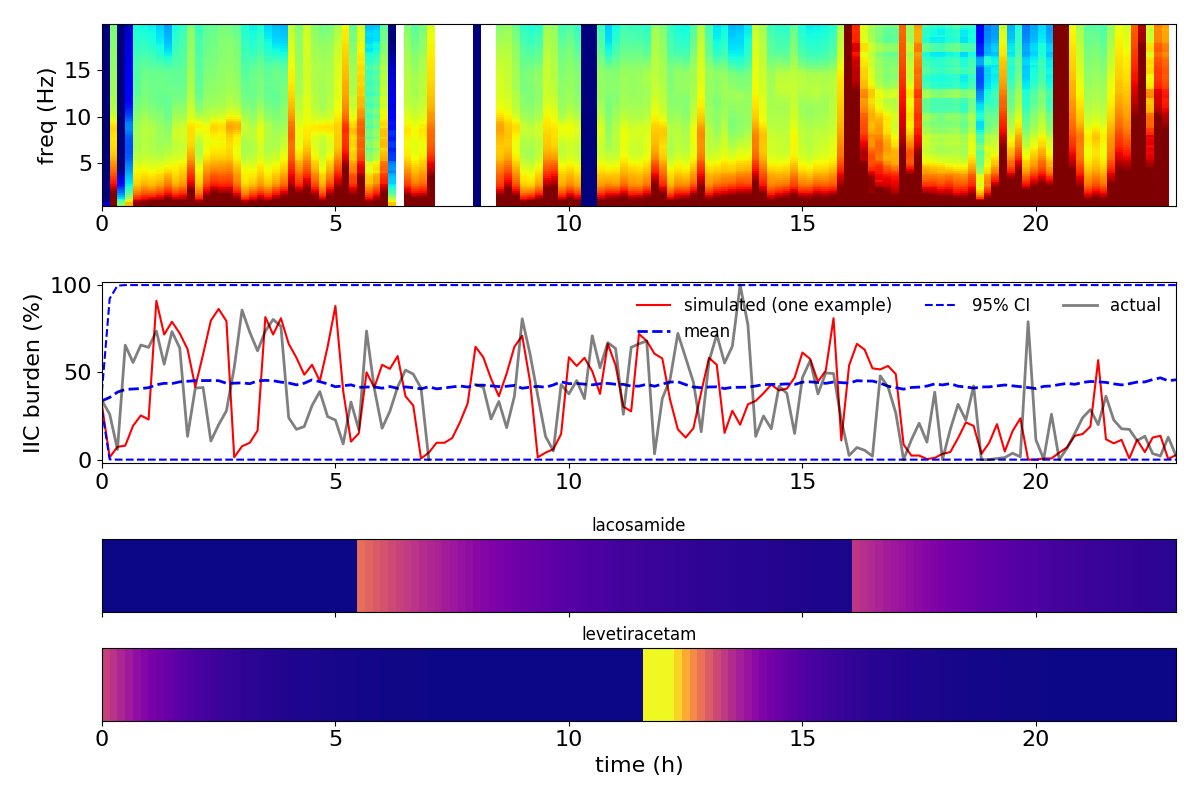 freq (Hz)
15
10
5
0 5 10 15 20
IIC burden (%)
100
50
0
simulated (one example)
mean
95% CI
actual
0 5 10 15 20
lacosamide
levetiracetam
0 5 10 15 20
time (h)